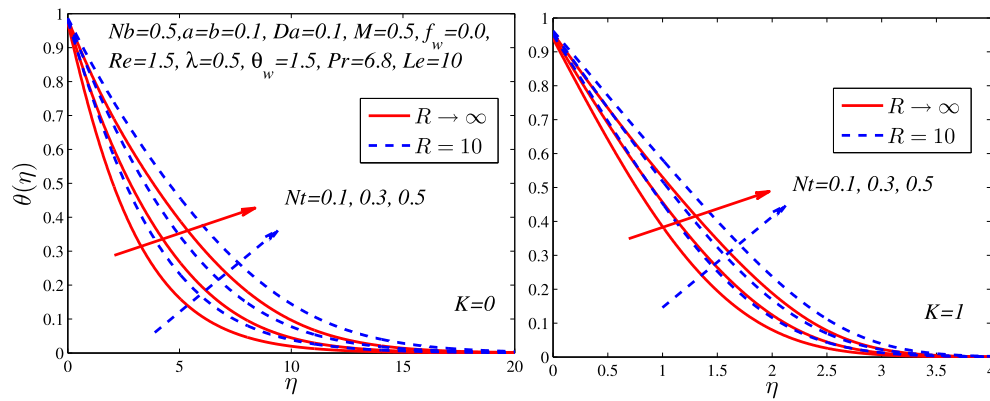 Nb=0.5,a=b=0.1, Da=0.1, M=0.5,f_w=0.0,
Re=1.5, λ=0.5, θ_w=1.5, Pr=6.8, Le=10
R → ∞
R = 10
Nt=0.1, 0.3, 0.5
K=0
θ(η)
1
0.9
0.8
0.7
0.6
0.5
0.4
0.3
0.2
0.1
0
0 5 10 15 20
η
R → ∞
R = 10
Nt=0.1, 0.3, 0.5
K=1
1
0.9
0.8
0.7
0.6
0.5
0.4
0.3
0.2
0.1
0
0 0.5 1 1.5 2 2.5 3 3.5 4
η